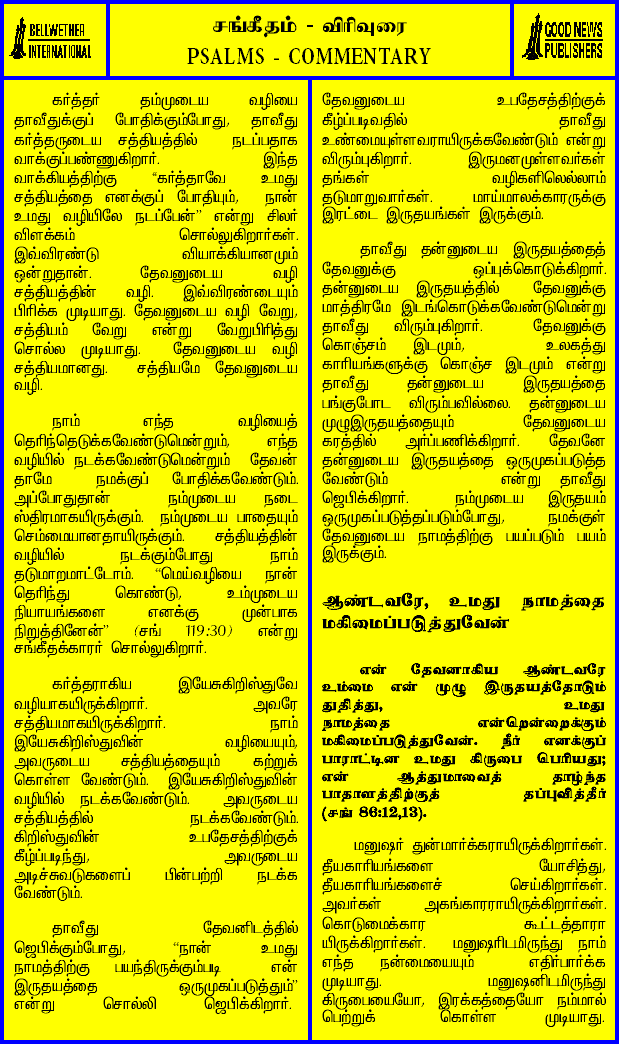 BELLWETHER
INTERNATIONAL
சங்கீதம் - விரிவுரை
PSALMS - COMMENTARY
GOOD NEWS
PUBLISHERS
கர்த்தர் தம்முடைய வழியை
தாவீதுக்குப் போதிக்கும்போது, தாவீது
கர்த்தருடைய சத்தியத்தில் நடப்பதாக
வாக்குப்பண்ணுகிறார். இந்த
வாக்கியத்திற்கு “கர்த்தாவே உமது
சத்தியத்தை எனக்குப் போதியும், நான்
உமது வழியிலே நடப்பேன்” என்று சிலர்
விளக்கம் சொல்லுகிறார்கள்.
இவ்விரண்டு வியாக்கியானமும்
ஒன்றுதான். தேவனுடைய வழி
சத்தியத்தின் வழி. இவ்விரண்டையும்
பிரிக்க முடியாது. தேவனுடைய வழி வேறு,
சத்தியம் வேறு என்று வேறுபிரித்து
சொல்ல முடியாது. தேவனுடைய வழி
சத்தியமானது. சத்தியமே தேவனுடைய
வழி.
நாம் எந்த வழியைத்
தெரிந்தெடுக்கவேண்டுமென்றும், எந்த
வழியில் நடக்கவேண்டுமென்றும் தேவன்
தாமே நமக்குப் போதிக்கவேண்டும்.
அப்போதுதான் நம்முடைய நடை
ஸ்திரமாகயிருக்கும். நம்முடைய பாதையும்
செம்மையானதாயிருக்கும். சத்தியத்தின்
வழியில் நடக்கும்போது நாம்
தடுமாறமாட்டோம். “மெய்வழியை நான்
தெரிந்து கொண்டு, உம்முடைய
நியாயங்களை எனக்கு முன்பாக
நிறுத்தினேன்” (சங் 119:30) என்று
சங்கீதக்காரர் சொல்லுகிறார்.
கர்த்தராகிய இயேசுகிறிஸ்துவே
வழியாகயிருக்கிறார். அவரே
சத்தியமாகயிருக்கிறார். நாம்
இயேசுகிறிஸ்துவின் வழியையும்,
அவருடைய சத்தியத்தையும் கற்றுக்
கொள்ள வேண்டும். இயேசுகிறிஸ்துவின்
வழியில் நடக்கவேண்டும். அவருடைய
சத்தியத்தில் நடக்கவேண்டும்.
கிறிஸ்துவின் உபதேசத்திற்குக்
கீழ்ப்படிந்து, அவருடைய
அடிச்சுவடுகளைப் பின்பற்றி நடக்க
வேண்டும்.
தாவீது தேவனிடத்தில்
ஜெபிக்கும்போது, “நான் உமது
நாமத்திற்கு பயந்திருக்கும்படி என்
இருதயத்தை ஒருமுகப்படுத்தும்”
என்று சொல்லி ஜெபிக்கிறார்.
தேவனுடைய உபதேசத்திற்குக்
கீழ்ப்படிவதில் தாவீது
உண்மையுள்ளவராயிருக்கவேண்டும் என்று
விரும்புகிறார். இருமனமுள்ளவர்கள்
தங்கள் வழிகளிலெல்லாம்
தடுமாறுவார்கள். மாய்மாலக்காரருக்கு
இரட்டை இருதயங்கள் இருக்கும்.
தாவீது தன்னுடைய இருதயத்தைத்
தேவனுக்கு ஒப்புக்கொடுக்கிறார்.
தன்னுடைய இருதயத்தில் தேவனுக்கு
மாத்திரமே இடங்கொடுக்கவேண்டுமென்று
தாவீது விரும்புகிறார். தேவனுக்கு
கொஞ்சம் இடமும், உலகத்து
காரியங்களுக்கு கொஞ்ச இடமும் என்று
தாவீது தன்னுடைய இருதயத்தை
பங்குபோட விரும்பவில்லை. தன்னுடைய
முழுஇருதயத்தையும் தேவனுடைய
கரத்தில் அர்ப்பணிக்கிறார். தேவனே
தன்னுடைய இருதயத்தை ஒருமுகப்படுத்த
வேண்டும் என்று தாவீது
ஜெபிக்கிறார். நம்முடைய இருதயம்
ஒருமுகப்படுத்தப்படும்போது, நமக்குள்
தேவனுடைய நாமத்திற்கு பயப்படும் பயம்
இருக்கும்.
ஆண்டவரே, உமது நாமத்தை
மகிமைப்படுத்துவேன்
என் தேவனாகிய ஆண்டவரே
உம்மை என் முழு இருதயத்தோடும்
துதித்து, உமது
நாமத்தை என்றென்றைக்கும்
மகிமைப்படுத்துவேன். நீர் எனக்குப்
பாராட்டின உமது கிருபை பெரியது;
என் ஆத்துமாவைத் தாழ்ந்த
பாதாளத்திற்குத் தப்புவித்தீர்
(சங் 86:12,13).
மனுஷர் துன்மார்க்கராயிருக்கிறார்கள்.
தீயகாரியங்களை யோசித்து,
தீயகாரியங்களைச் செய்கிறார்கள்.
அவர்கள் அகங்காரராயிருக்கிறார்கள்.
கொடுமைக்கார கூட்டத்தாரா
யிருக்கிறார்கள். மனுஷரிடமிருந்து நாம்
எந்த நன்மையையும் எதிர்பார்க்க
முடியாது. மனுஷனிடமிருந்து
கிருபையையோ, இரக்கத்தையோ நம்மால்
பெற்றுக் கொள்ள முடியாது.